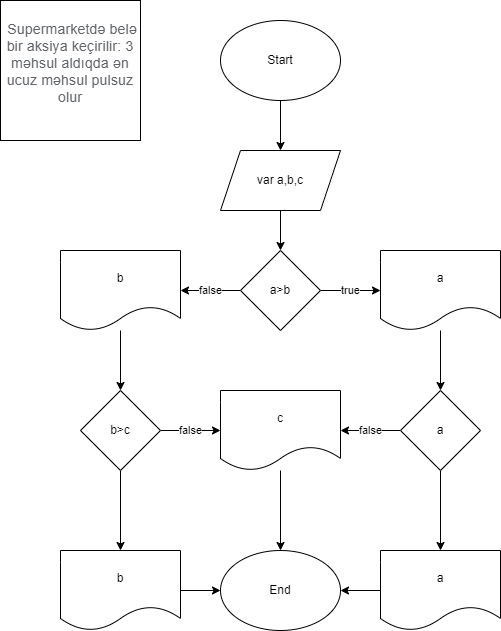 Supermarketdə belə
bir aksiya keçirilir: 3
məhsul aldıqda ən
ucuz məhsul pulsuz
olur
Start
var a,b,c
b
false
a>b
true
a
b>c
false
c
false
a
b
End
a